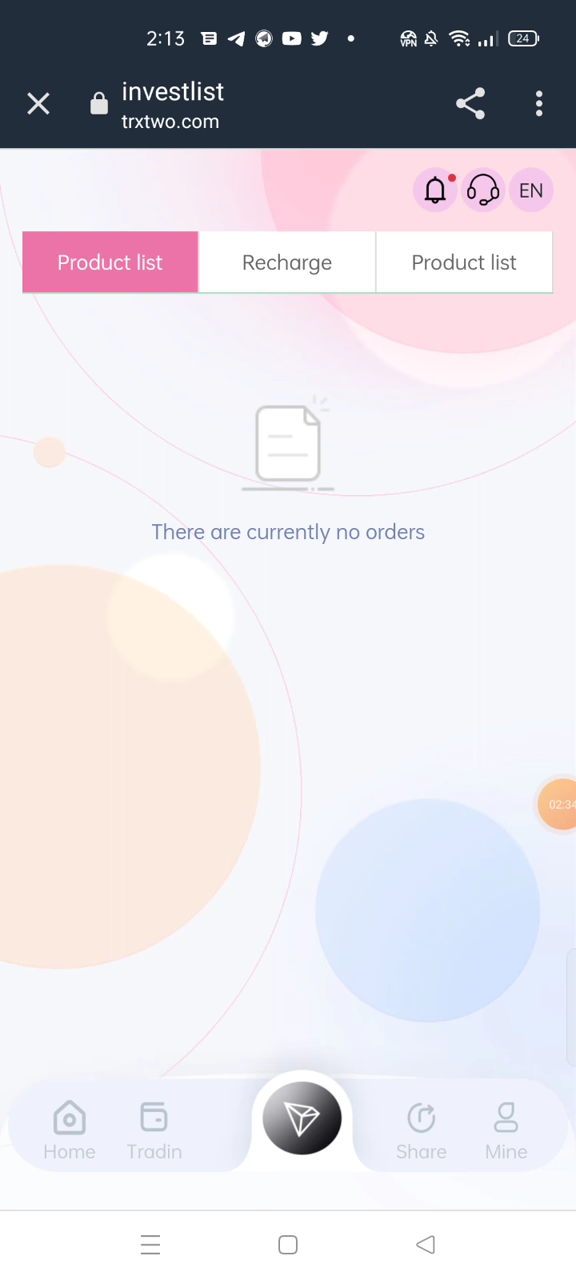 2:13
VPN
24
investlist
trxtwo.com
EN
Product list
Recharge
Product list
There are currently no orders
02:34
Home
Tradin
Share
Mine